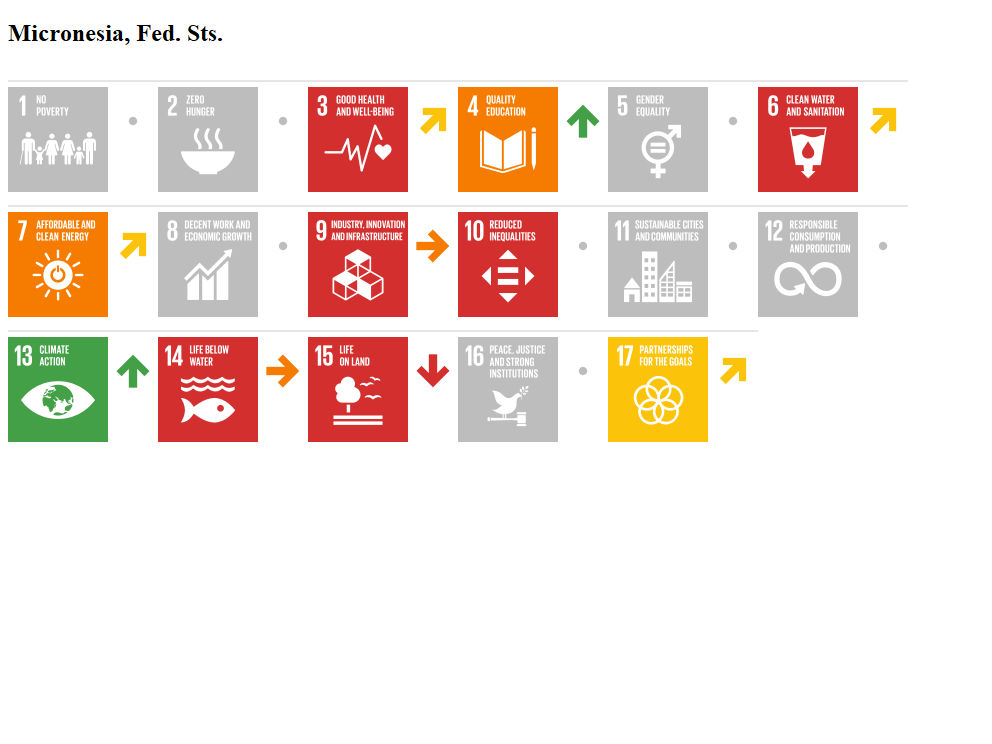 Micronesia, Fed. Sts.
1 NO
POVERTY
2 ZERO
HUNGER
3 GOOD HEALTH
AND WELL-BEING
4 QUALITY
EDUCATION
5 GENDER
EQUALITY
6 CLEAN WATER
AND SANITATION
7 AFFORDABLE AND
CLEAN ENERGY
8 DECENT WORK AND
ECONOMIC GROWTH
9 INDUSTRY, INNOVATION
AND INFRASTRUCTURE
10 REDUCED
INEQUALITIES
11 SUSTAINABLE CITIES
AND COMMUNITIES
12 RESPONSIBLE
CONSUMPTION
AND PRODUCTION
13 CLIMATE
ACTION
14 LIFE BELOW
WATER
15 LIFE
ON LAND
16 PEACE, JUSTICE
AND STRONG
INSTITUTIONS
17 PARTNERSHIPS
FOR THE GOALS